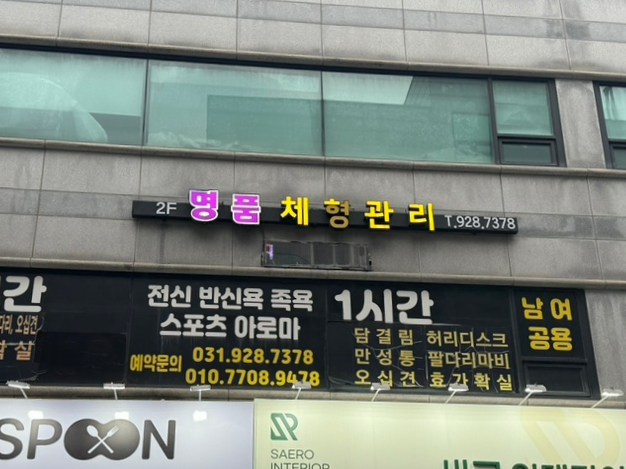 2F 명품 체형관리 T.928.7378
간
전신 반신욕 족욕
스포츠 아로마
예약문의 031.928.7378
010.7708.9478
1시간
담결림 허리디스크
만성통 팔다리마비
오십견 효과확실
남여
공용
SPOON
SAERO
INTERIOR